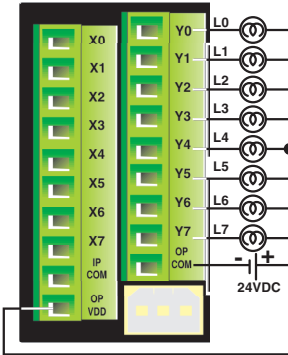 X0
X1
X2
X3
X4
X5
X6
X7
IP
COM
OP
VDD
Y0
Y1
Y2
Y3
Y4
Y5
Y6
Y7
OP
COM
L0
L1
L2
L3
L4
L5
L6
L7
- +
24VDC